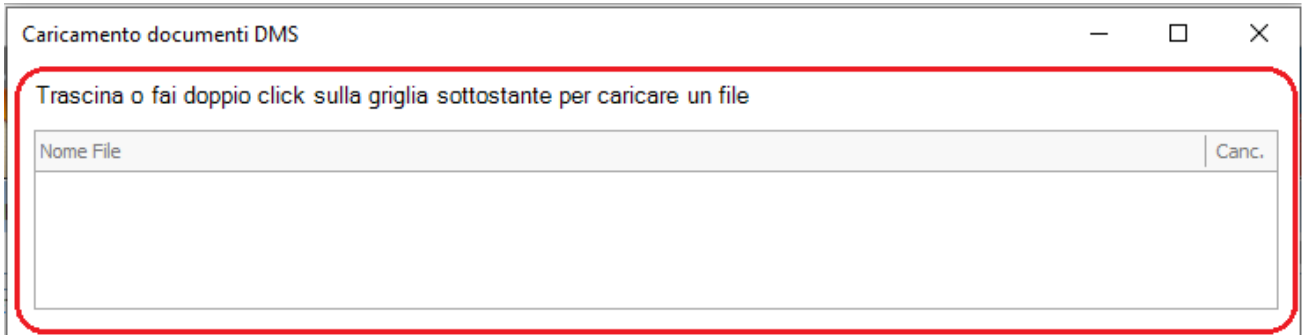 Caricamento documenti DMS
Trascina o fai doppio click sulla griglia sottostante per caricare un file
Nome File Canc.